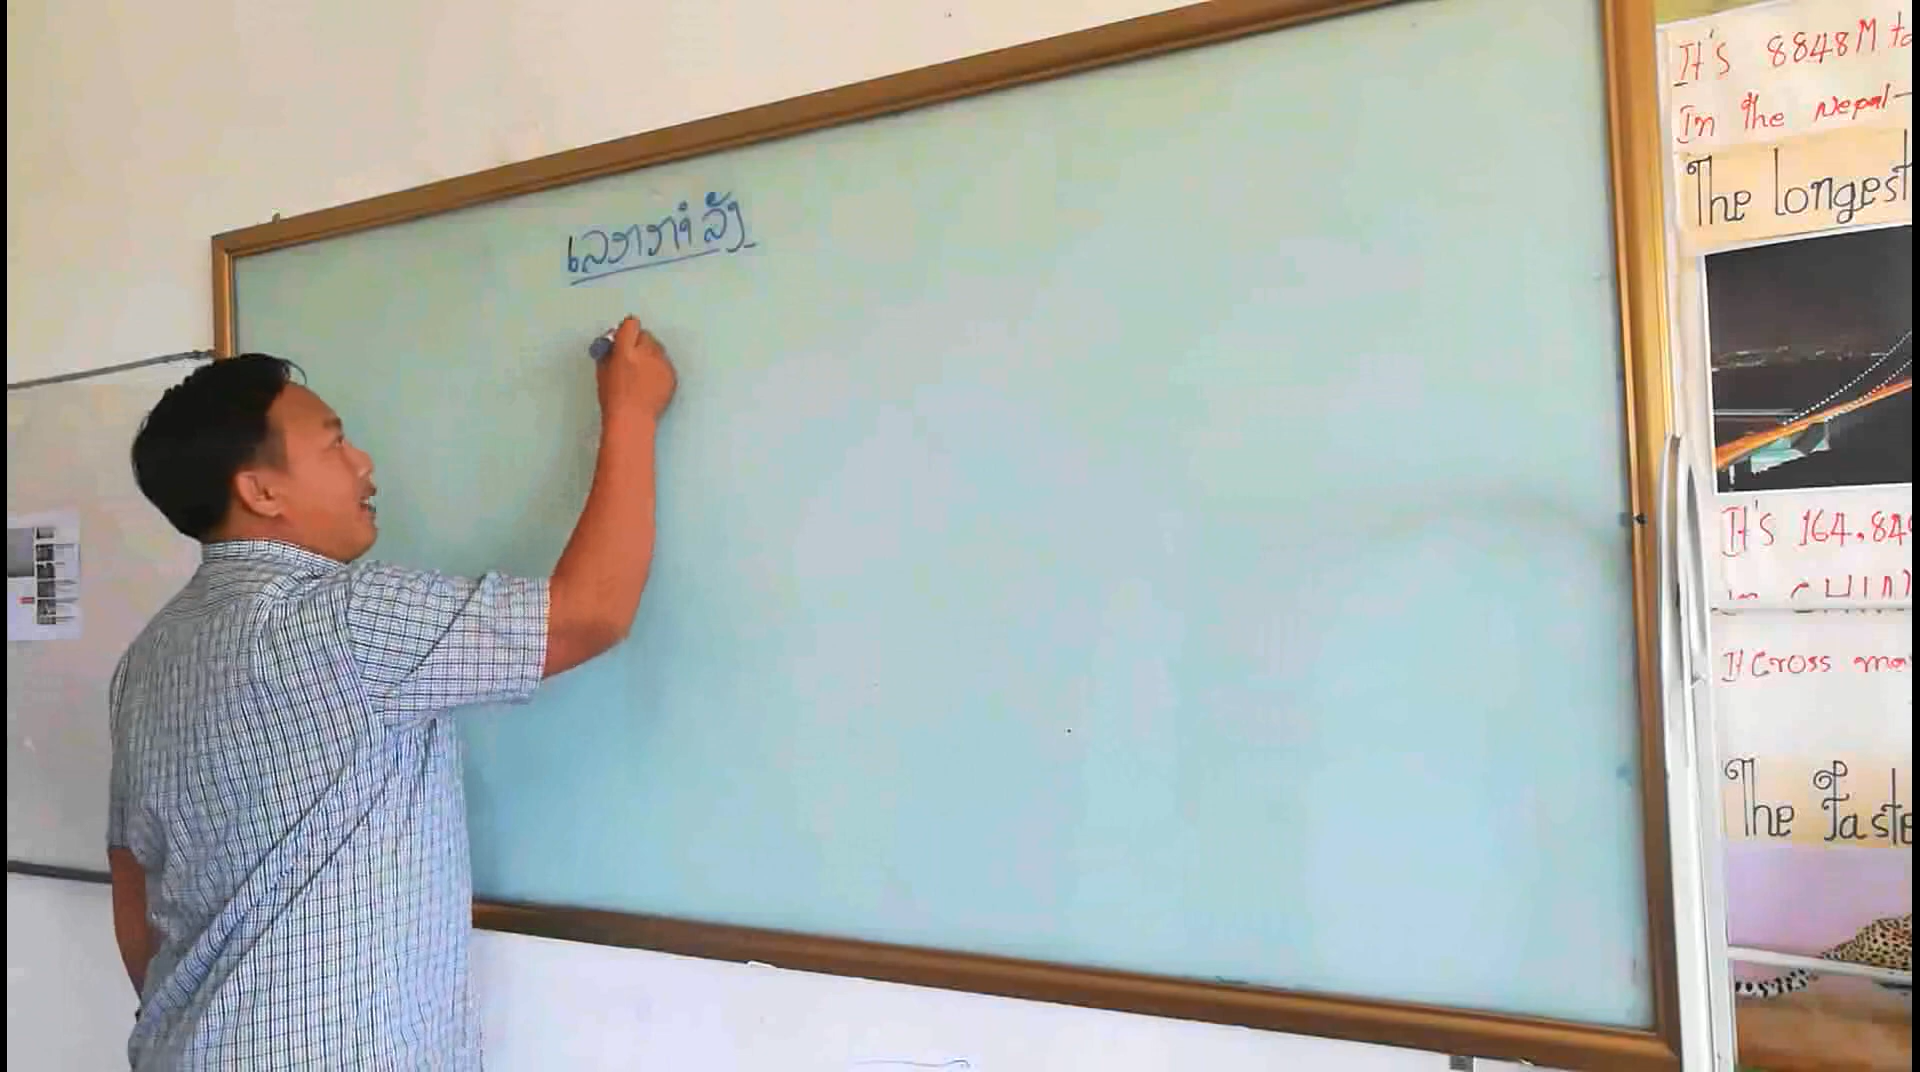 ເລກກຳລັງ
It's 8848M
In the Nepal-
The longest
It's 164.84
In CHIN
It Cross
The Faste